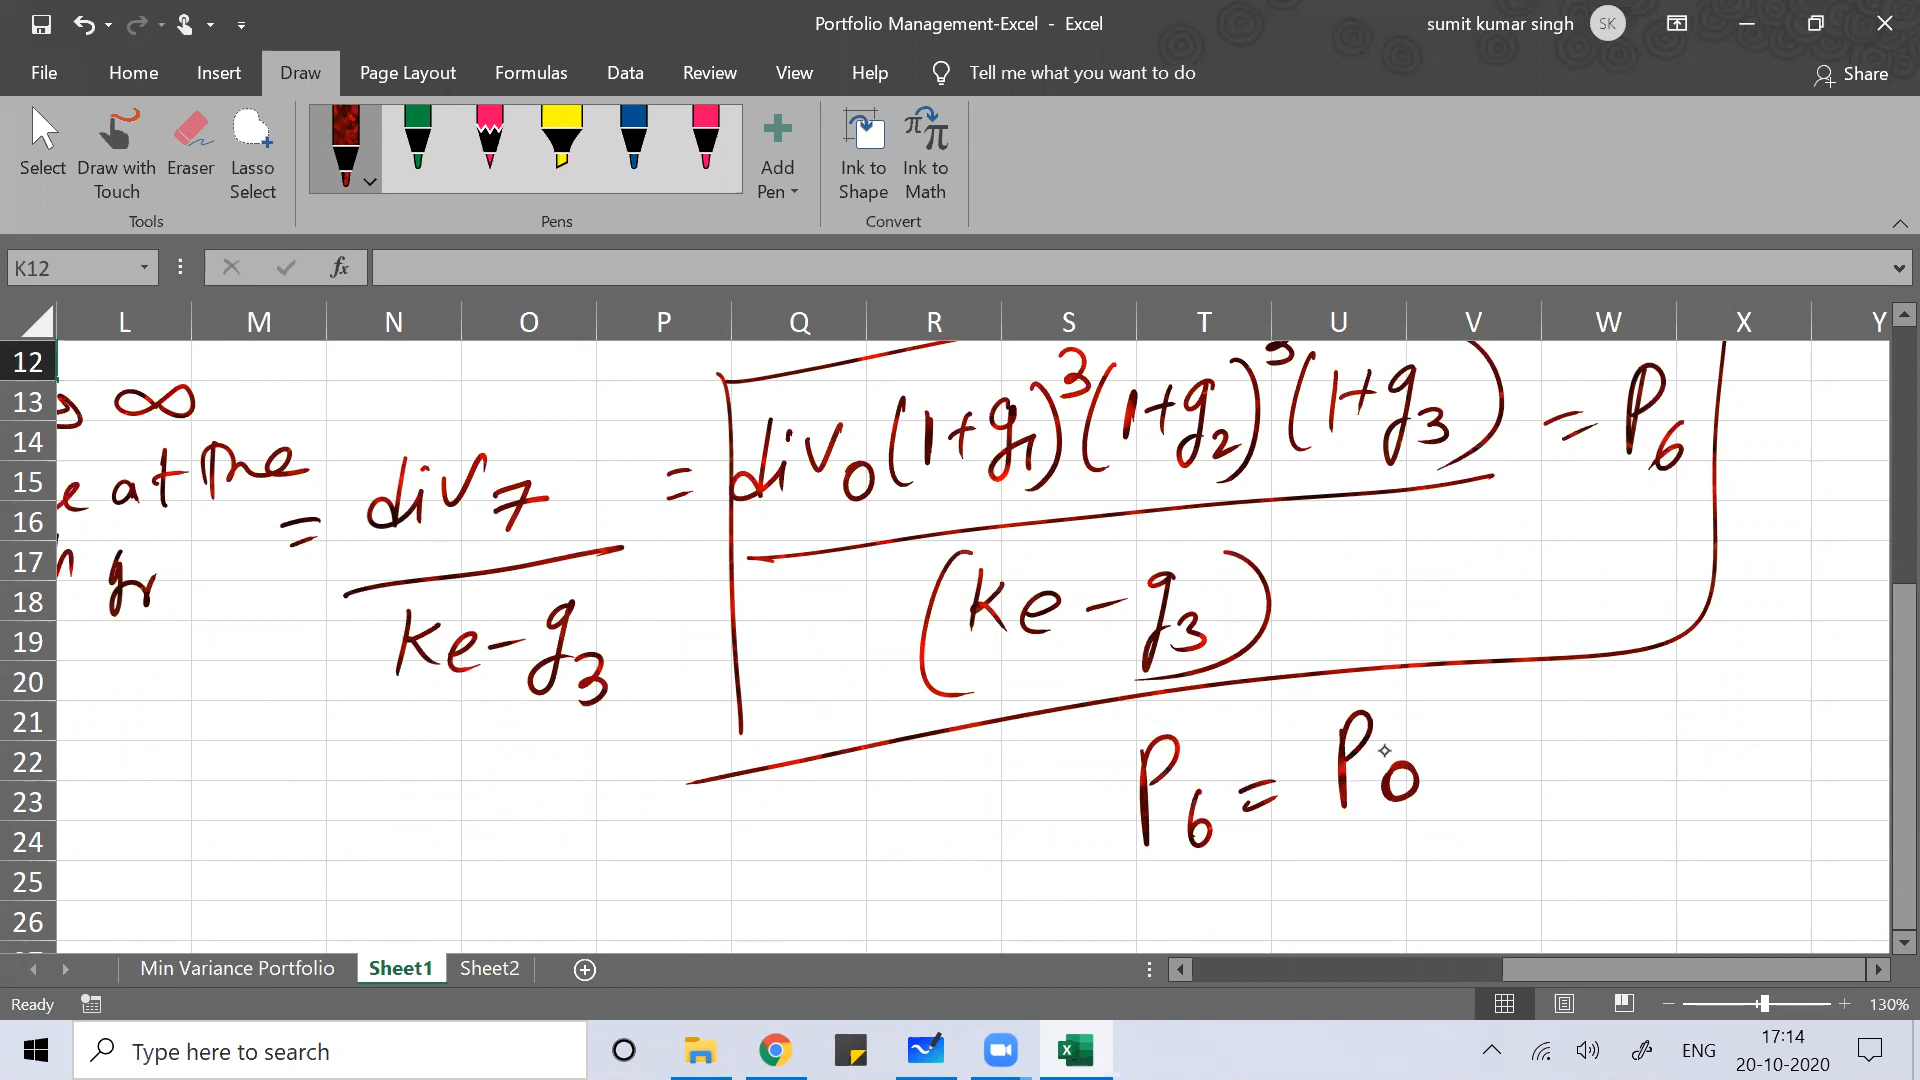 Portfolio Management-Excel - Excel
sumit kumar singh SK
File Home Insert Draw Page Layout Formulas Data Review View Help Tell me what you want to do Share
Select Draw with Touch Eraser Lasso Select
Add Pen
Ink to Shape Ink to Math
Tools Pens Convert
K12 fx
L M N O P Q R S T U V W X Y
12
13
14
15
16
17
18
19
20
21
22
23
24
25
26
∞
at the
gr
= div7 / (ke - g3) = div0 (1+g1)^3 (1+g2)^3 (1+g3) / (ke - g3) = P6
P6 = P0
Min Variance Portfolio Sheet1 Sheet2
Ready 130%
Type here to search
ENG
17:14
20-10-2020